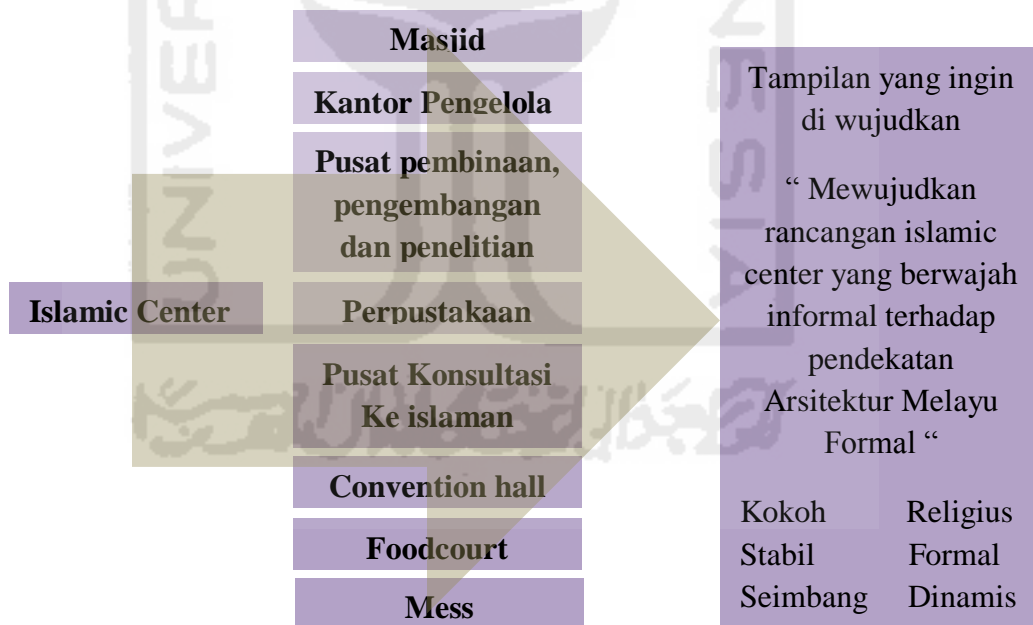 Masjid
Kantor Pengelola
Pusat pembinaan,
pengembangan
dan penelitian
Islamic Center
Perpustakaan
Pusat Konsultasi
Ke islaman
Convention hall
Foodcourt
Mess
Tampilan yang ingin
di wujudkan
“ Mewujudkan
rancangan islamic
center yang berwajah
informal terhadap
pendekatan
Arsitektur Melayu
Formal “
Kokoh Religius
Stabil Formal
Seimbang Dinamis